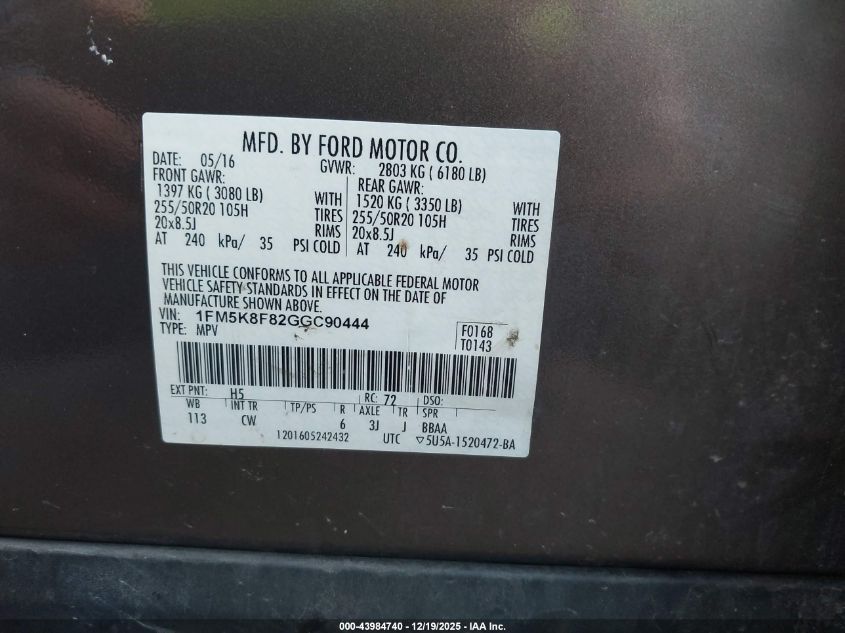 MFD. BY FORD MOTOR CO.
DATE: 05/16 GVWR: 2803 KG ( 6180 LB)
FRONT GAWR: REAR GAWR:
1397 KG ( 3080 LB) WITH 1520 KG ( 3350 LB) WITH
255/50R20 105H TIRES 255/50R20 105H TIRES
20x8.5J RIMS 20x8.5J RIMS
AT 240 kPa/ 35 PSI COLD AT 240 kPa/ 35 PSI COLD
THIS VEHICLE CONFORMS TO ALL APPLICABLE FEDERAL MOTOR
VEHICLE SAFETY STANDARDS IN EFFECT ON THE DATE OF
MANUFACTURE SHOWN ABOVE.
VIN: 1FM5K8F82GGC90444
TYPE: MPV
F0168
T0143
EXT PNT: H5 RC: 72 DSO:
WB INT TR TP/PS R AXLE TR SPR
113 CW 6 3J J BBAA
1201605242432 UTC ▽5U5A-1520472-BA
000-43984740 - 12/19/2025 - IAA Inc.